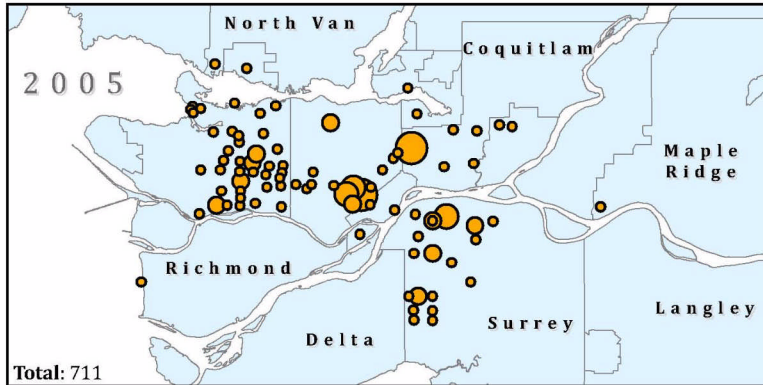 North Van
Coquitlam
2005
Maple
Ridge
Richmond
Langley
Surrey
Delta
Total: 711